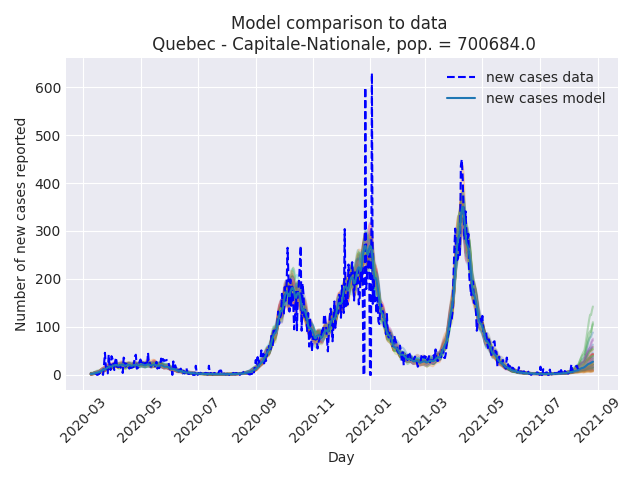 Model comparison to data
Quebec - Capitale-Nationale, pop. = 700684.0
new cases data
new cases model
Number of new cases reported
600
500
400
300
200
100
0
2020-03
2020-05
2020-07
2020-09
2020-11
2021-01
2021-03
2021-05
2021-07
2021-09
Day